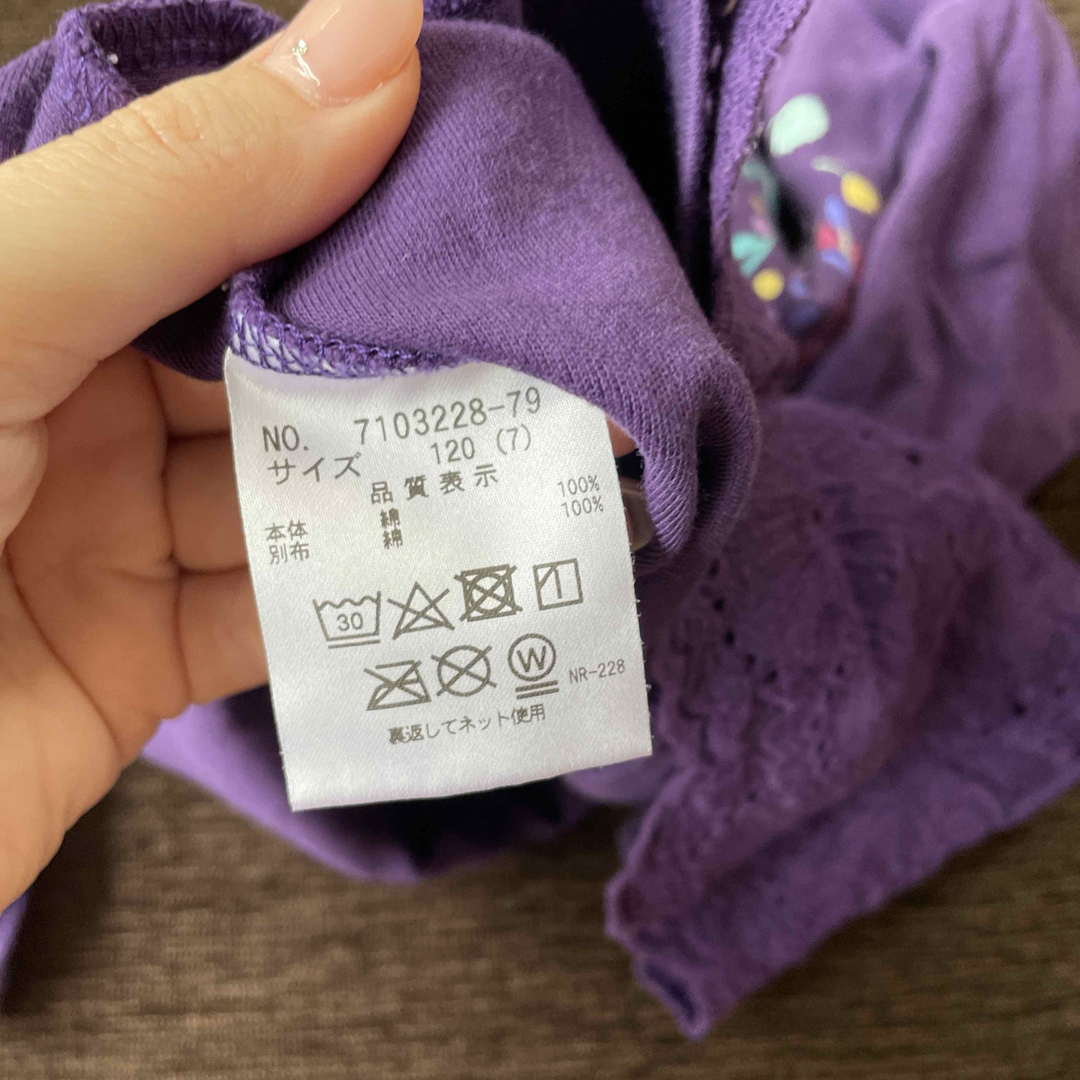 NO. 7103228-79
サイズ 120 (7)
品質表示
本体 綿 100%
別布 綿 100%
30
W NR-228
裏返してネット使用